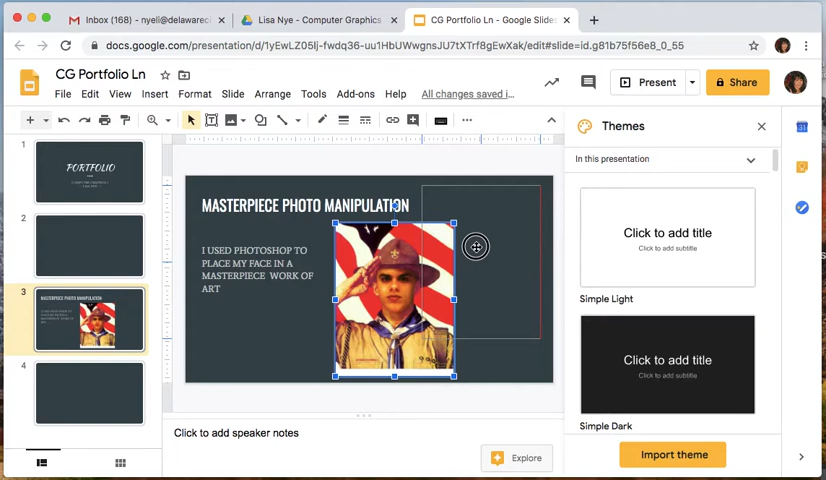 Inbox (168) - nyeli@delawareci
Lisa Nye - Computer Graphics
CG Portfolio Ln - Google Slides
docs.google.com/presentation/d/1yEwLZ05Ij-fwdq36-uu1HbUWwgnsJU7tXTrf8gEwXak/edit#slide=id.g81b75f56e8_0_55
CG Portfolio Ln
File Edit View Insert Format Slide Arrange Tools Add-ons Help All changes saved i...
Present
Share
Themes
In this presentation
1
PORTFOLIO
2
3
MASTERPIECE PHOTO MANIPULATION
4
MASTERPIECE PHOTO MANIPULATION
I USED PHOTOSHOP TO
PLACE MY FACE IN A
MASTERPIECE WORK OF
ART
Click to add title
Click to add subtitle
Simple Light
Click to add title
Click to add subtitle
Simple Dark
Import theme
Click to add speaker notes
Explore